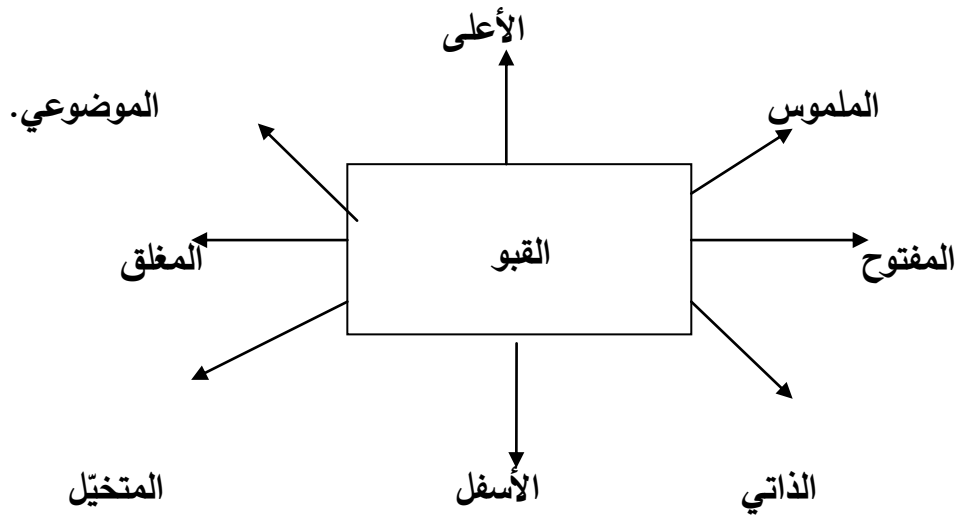 الأعلى
الملموس
الموضوعي.
المفتوح
القبو
المغلق
الذاتي
الأسفل
المتخيّل